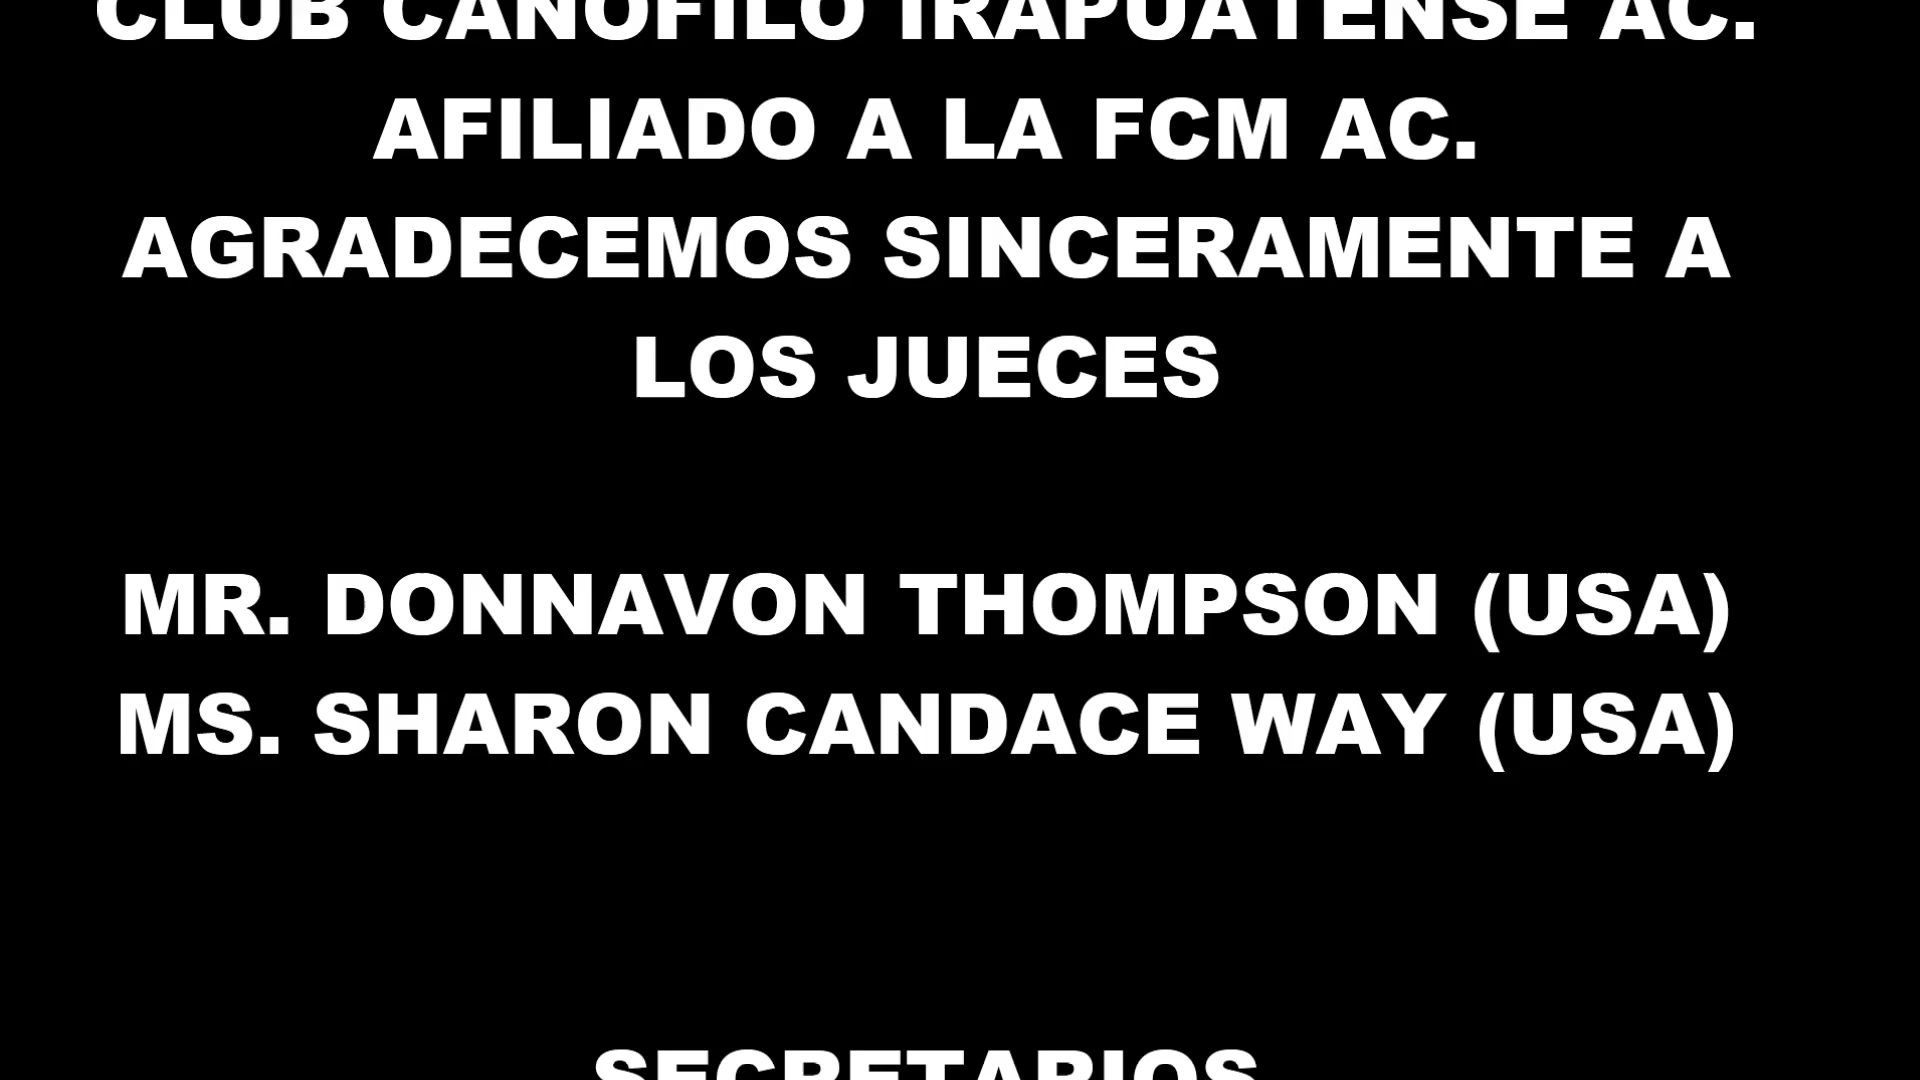 CLUB CANOFILO IRAPUATENSE AC.
AFILIADO A LA FCM AC.
AGRADECEMOS SINCERAMENTE A
LOS JUECES
MR. DONNAVON THOMPSON (USA)
MS. SHARON CANDACE WAY (USA)
SECRETARIOS